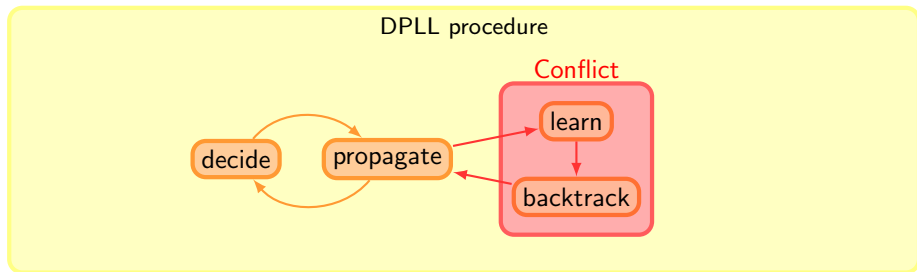 DPLL procedure
Conflict
learn
decide
propagate
backtrack